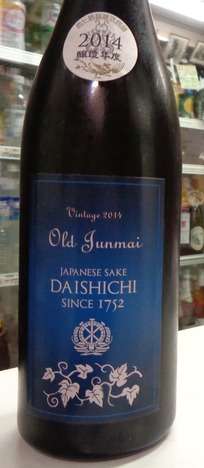 2014
醸造年度
Vintage 2014
Old Junmai
JAPANESE SAKE
DAISHICHI
SINCE 1752